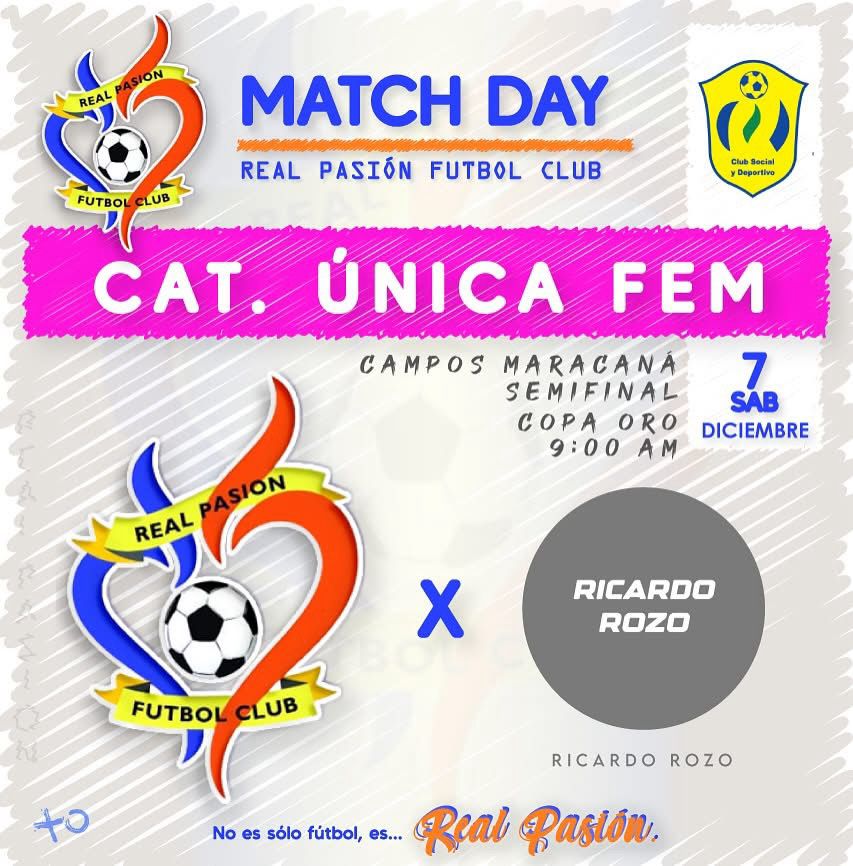 REAL PASION
FUTBOL CLUB
MATCH DAY
REAL PASIÓN FUTBOL CLUB
Club Social
y Deportivo
CAT. ÚNICA FEM
CAMPOS MARACANÁ
SEMIFINAL
COPA ORO
9:00 AM
7
SAB
DICIEMBRE
REAL PASION
FUTBOL CLUB
X
RICARDO
ROZO
RICARDO ROZO
No es sólo fútbol, es... Real Pasión.